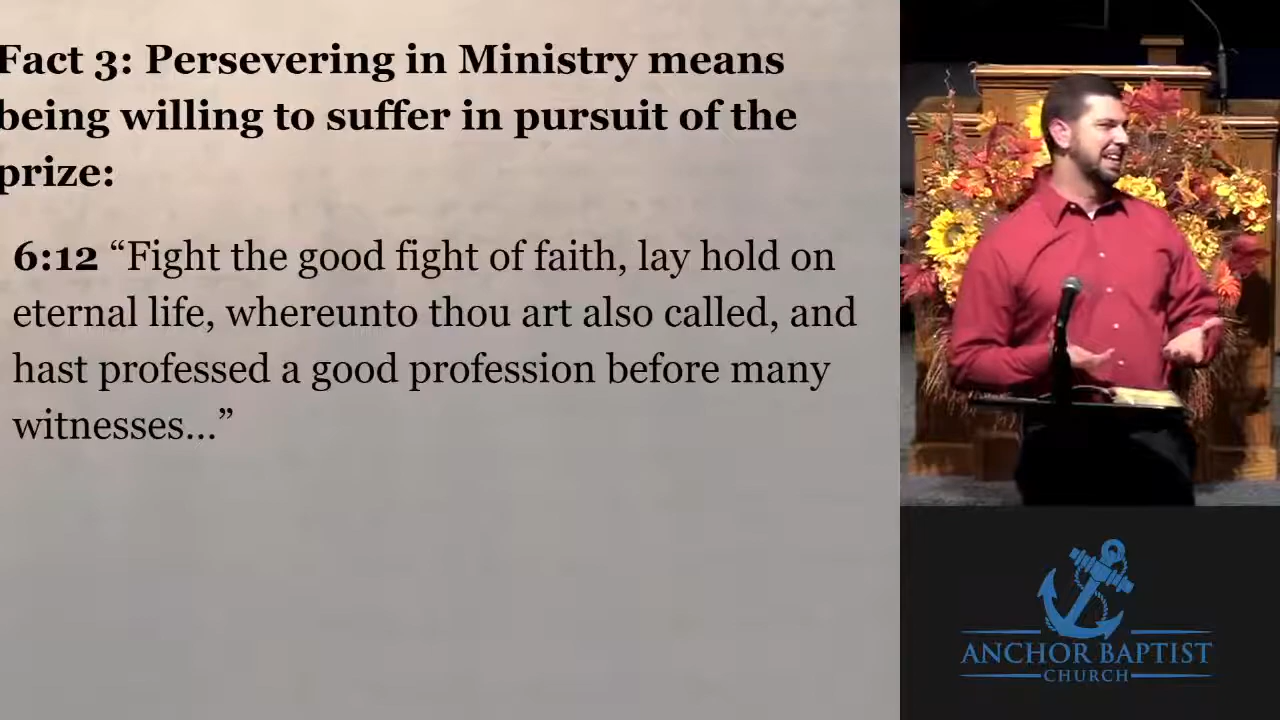 Fact 3: Persevering in Ministry means
being willing to suffer in pursuit of the
prize:
6:12 “Fight the good fight of faith, lay hold on
eternal life, whereunto thou art also called, and
hast professed a good profession before many
witnesses...”
ANCHOR BAPTIST
CHURCH